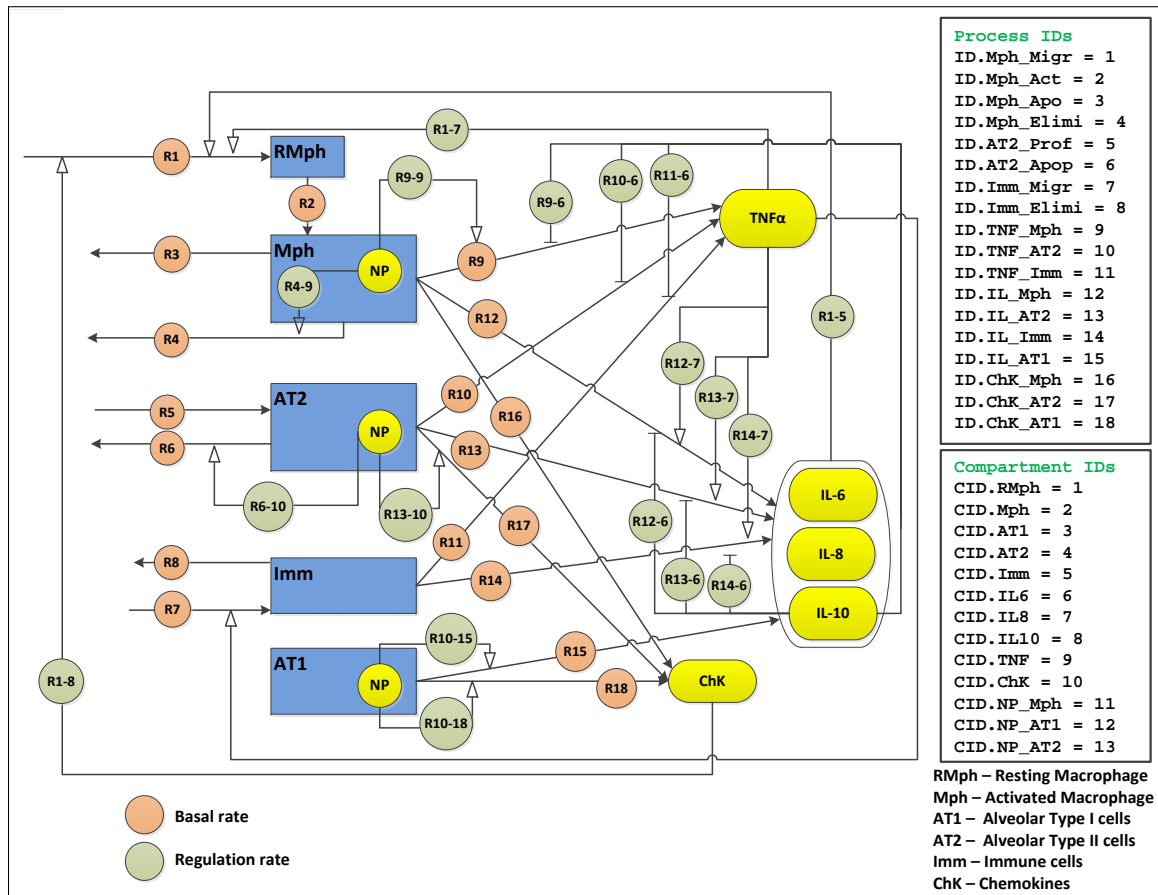 R1-7
R1
RMph
R9-9
R10-6
R11-6
R2
R9-6
TNFα
Mph
R3
R9
NP
R4-9
R12
R1-5
R4
R12-7
AT2
R10
R13-7
R5
R16
NP
R14-7
R6
R13
IL-6
R6-10
R13-10
R17
R12-6
R11
IL-8
R8
Imm
R14
R13-6
R14-6
R7
IL-10
R10-15
AT1
R15
R1-8
NP
R18
ChK
R10-18
Basal rate
Regulation rate
Process IDs
ID.Mph_Migr = 1
ID.Mph_Act = 2
ID.Mph_Apo = 3
ID.Mph_Elimi = 4
ID.AT2_Prof = 5
ID.AT2_Apop = 6
ID.Imm_Migr = 7
ID.Imm_Elimi = 8
ID.TNF_Mph = 9
ID.TNF_AT2 = 10
ID.TNF_Imm = 11
ID.IL_Mph = 12
ID.IL_AT2 = 13
ID.IL_Imm = 14
ID.IL_AT1 = 15
ID.ChK_Mph = 16
ID.ChK_AT2 = 17
ID.ChK_AT1 = 18
Compartment IDs
CID.RMph = 1
CID.Mph = 2
CID.AT1 = 3
CID.AT2 = 4
CID.Imm = 5
CID.IL6 = 6
CID.IL8 = 7
CID.IL10 = 8
CID.TNF = 9
CID.ChK = 10
CID.NP_Mph = 11
CID.NP_AT1 = 12
CID.NP_AT2 = 13
RMph – Resting Macrophage
Mph – Activated Macrophage
AT1 – Alveolar Type I cells
AT2 – Alveolar Type II cells
Imm – Immune cells
ChK – Chemokines